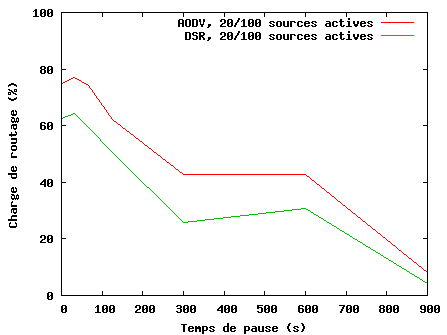 100
80
60
40
20
0
Charge de routage (%)
AODV, 20/100 sources actives
DSR, 20/100 sources actives
0 100 200 300 400 500 600 700 800 900
Temps de pause (s)